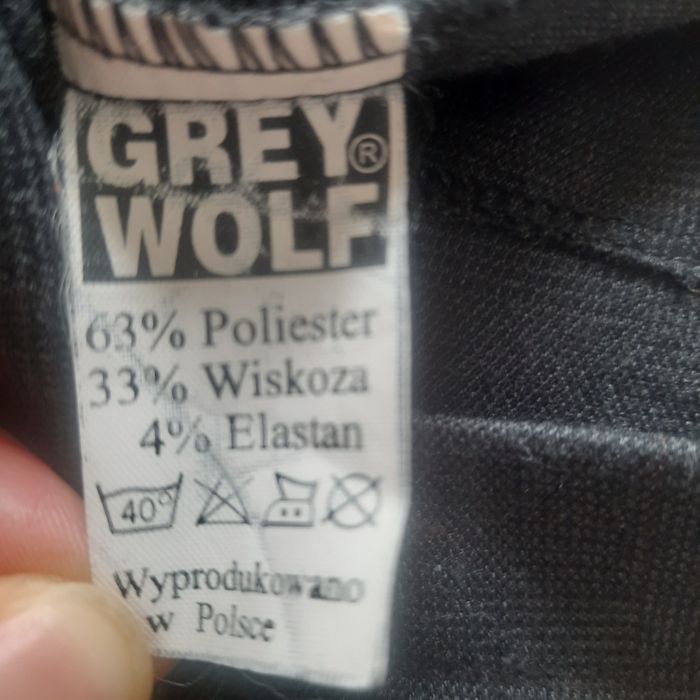 GREY®
WOLF
63% Poliester
33% Wiskoza
4% Elastan
40°
Wyprodukowano
w Polsce